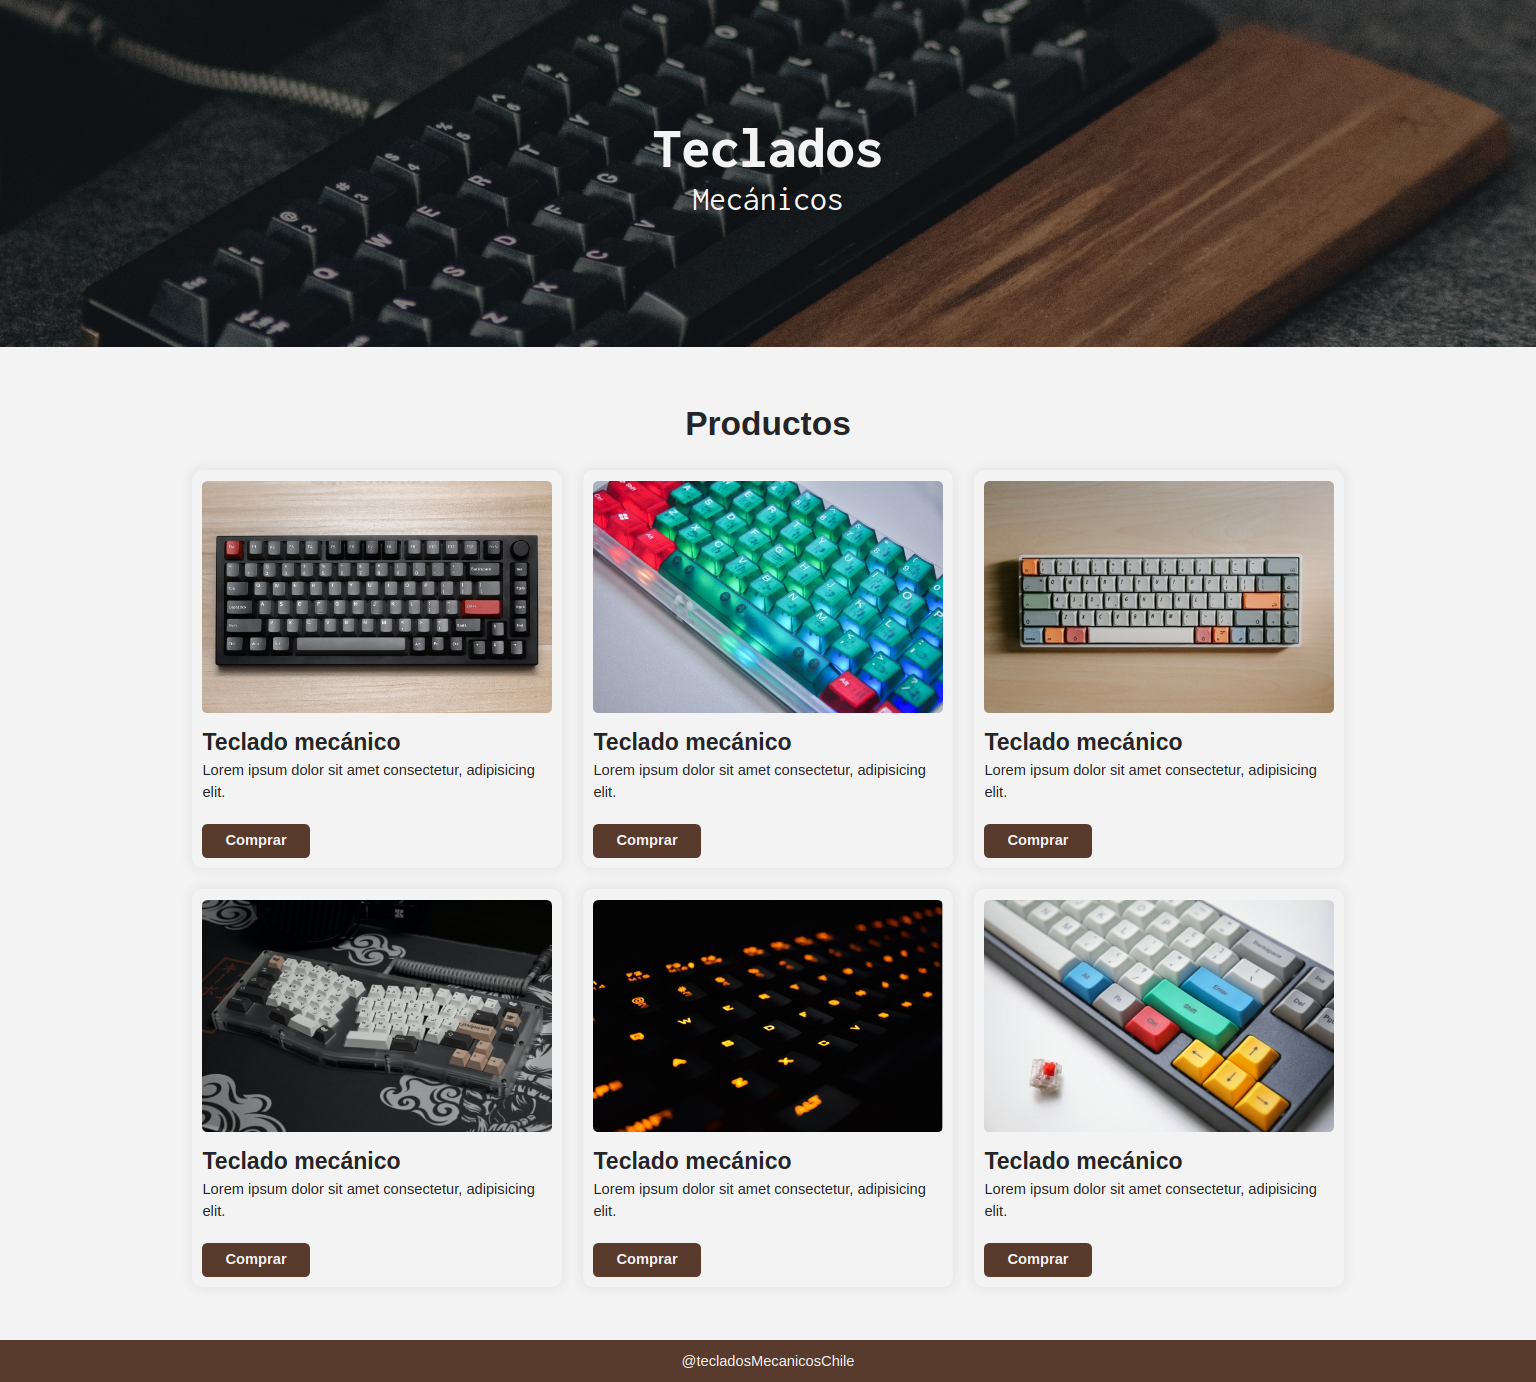 Teclados
Mecánicos
Productos
Teclado mecánico
Lorem ipsum dolor sit amet consectetur, adipisicing
elit.
Comprar
Teclado mecánico
Lorem ipsum dolor sit amet consectetur, adipisicing
elit.
Comprar
Teclado mecánico
Lorem ipsum dolor sit amet consectetur, adipisicing
elit.
Comprar
Teclado mecánico
Lorem ipsum dolor sit amet consectetur, adipisicing
elit.
Comprar
Teclado mecánico
Lorem ipsum dolor sit amet consectetur, adipisicing
elit.
Comprar
Teclado mecánico
Lorem ipsum dolor sit amet consectetur, adipisicing
elit.
Comprar
@tecladosMecanicosChile